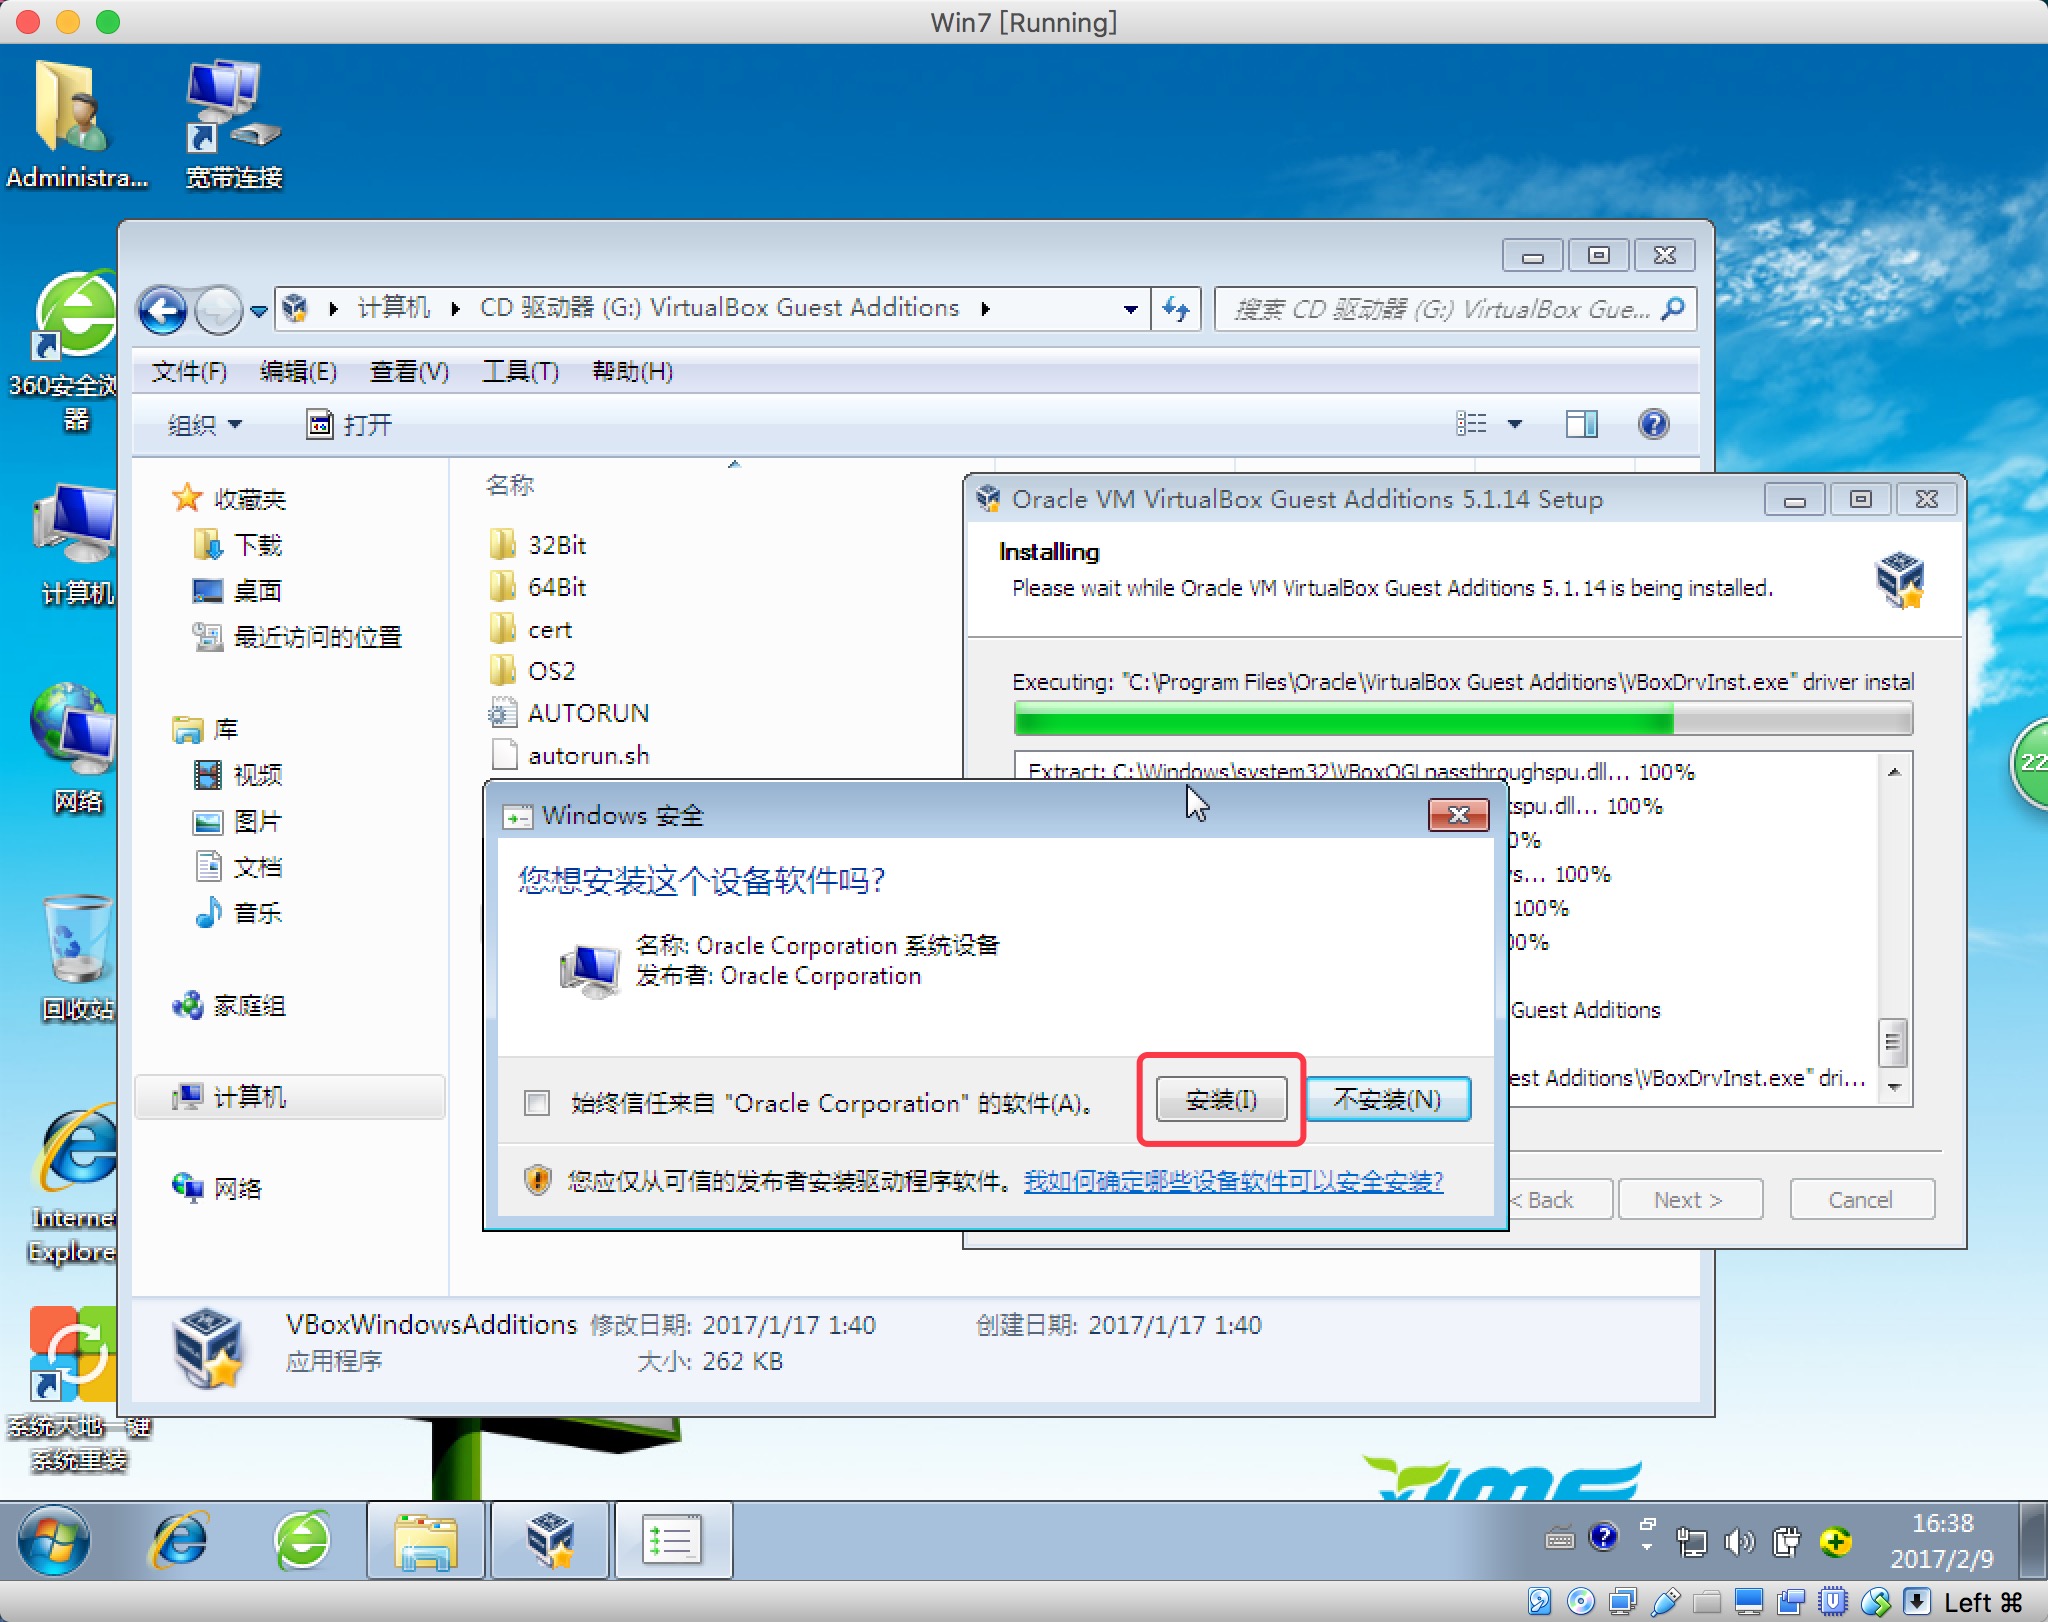 Win7 [Running]
Administra...
宽带连接
360安全浏
器
计算机
网络
回收站
Interne
Explore
系统天地一键
系统重装
计算机
CD 驱动器 (G:) VirtualBox Guest Additions
搜索 CD 驱动器 (G:) VirtualBox Gue...
文件(F)
编辑(E)
查看(V)
工具(T)
帮助(H)
组织
打开
收藏夹
下载
桌面
最近访问的位置
库
视频
图片
文档
音乐
家庭组
计算机
网络
名称
32Bit
64Bit
cert
OS2
AUTORUN
autorun.sh
Oracle VM VirtualBox Guest Additions 5.1.14 Setup
Installing
Please wait while Oracle VM VirtualBox Guest Additions 5.1.14 is being installed.
Executing: "C:\Program Files\Oracle\VirtualBox Guest Additions\VBoxDrvInst.exe" driver instal
Extract: C:\Windows\system32\VBoxOGLpassthroughspu.dll... 100%
spu.dll... 100%
0%
s... 100%
100%
00%
Guest Additions
est Additions\VBoxDrvInst.exe" dri...
< Back
Next >
Cancel
Windows 安全
您想安装这个设备软件吗?
名称: Oracle Corporation 系统设备
发布者: Oracle Corporation
始终信任来自 "Oracle Corporation" 的软件(A)。
安装(I)
不安装(N)
您应仅从可信的发布者安装驱动程序软件。我如何确定哪些设备软件可以安全安装?
VBoxWindowsAdditions 修改日期: 2017/1/17 1:40
创建日期: 2017/1/17 1:40
应用程序
大小: 262 KB
22
16:38
2017/2/9
Left ⌘